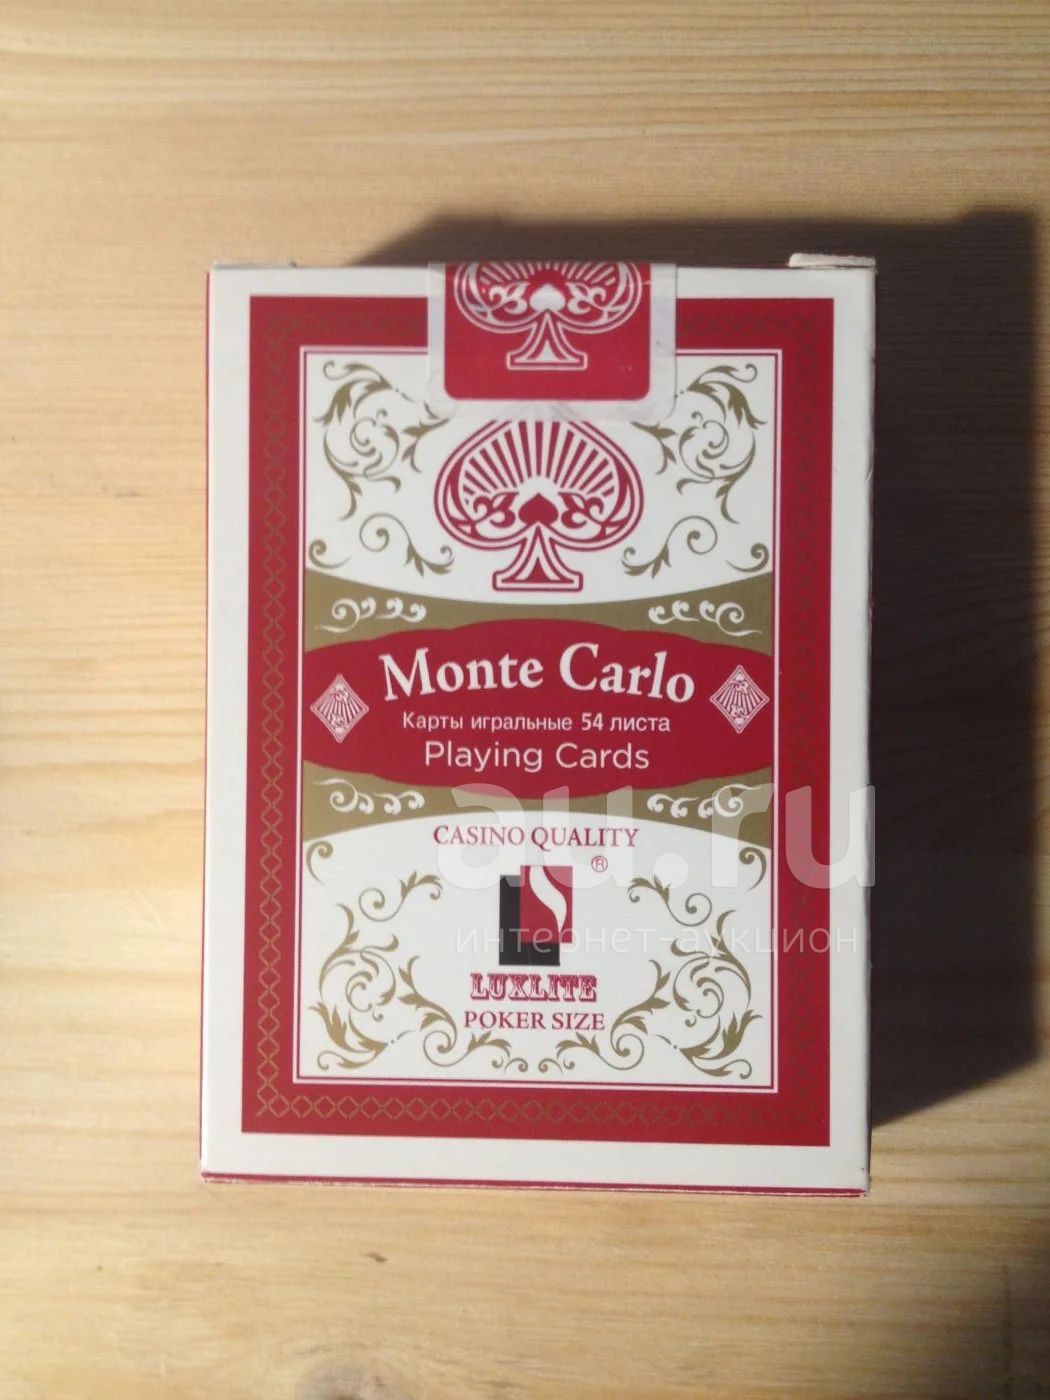 Monte Carlo
Карты игральные 54 листа
Playing Cards
au.ru
CASINO QUALITY
®
интернет-аукцион
LUXLITE
POKER SIZE